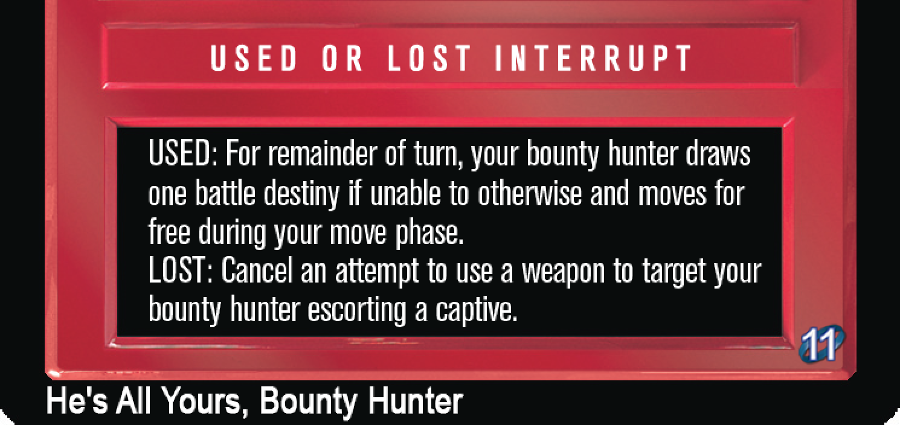 USED OR LOST INTERRUPT
USED: For remainder of turn, your bounty hunter draws
one battle destiny if unable to otherwise and moves for
free during your move phase.
LOST: Cancel an attempt to use a weapon to target your
bounty hunter escorting a captive.
11
He's All Yours, Bounty Hunter